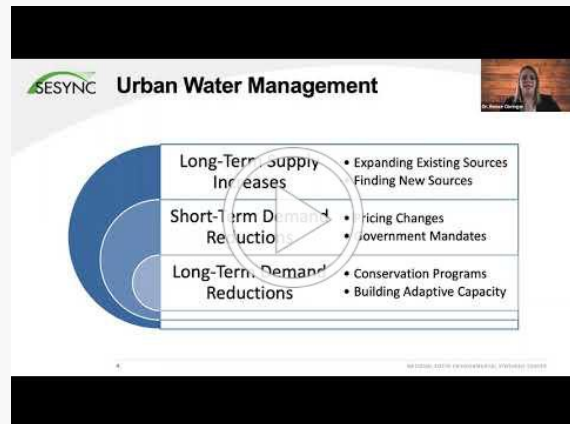 SESYNC
Urban Water Management
Long-Term Supply
Increases
• Expanding Existing Sources
• Finding New Sources
Short-Term Demand
Reductions
• Pricing Changes
• Government Mandates
Long-Term Demand
Reductions
• Conservation Programs
• Building Adaptive Capacity